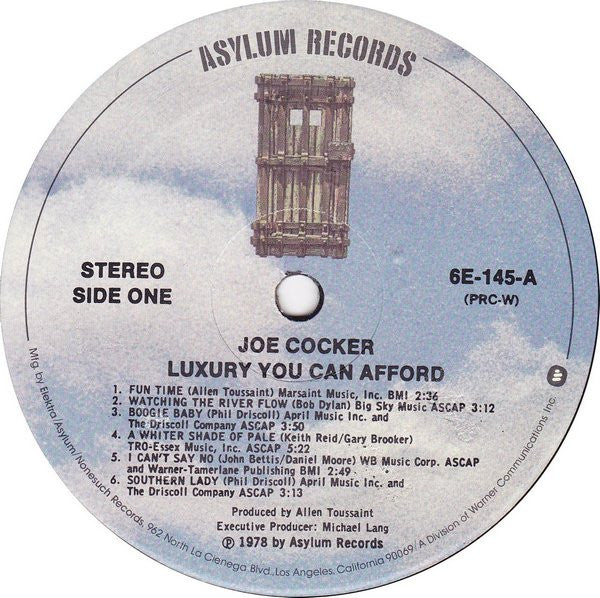 ASYLUM RECORDS
STEREO
SIDE ONE
6E-145-A
(PRC-W)
JOE COCKER
LUXURY YOU CAN AFFORD
1. FUN TIME (Allen Toussaint) Marsaint Music, Inc. BMI 2:36
2. WATCHING THE RIVER FLOW (Bob Dylan) Big Sky Music ASCAP 3:12
3. BOOGIE BABY (Phil Driscoll) April Music Inc. and
The Driscoll Company ASCAP 3:50
4. A WHITER SHADE OF PALE (Keith Reid/Gary Brooker)
TRO-Essex Music, Inc. ASCAP 5:22
5. I CAN'T SAY NO (John Bettis/Daniel Moore) WB Music Corp. ASCAP
and Warner-Tamerlane Publishing BMI 2:49
6. SOUTHERN LADY (Phil Driscoll) April Music Inc. and
The Driscoll Company ASCAP 3:13
Produced by Allen Toussaint
Executive Producer: Michael Lang
℗ 1978 by Asylum Records
Mfg. by Elektra/Asylum/Nonesuch Records, 962 North La Cienega Blvd., Los Angeles, California 90069/A Division of Warner Communications Inc.